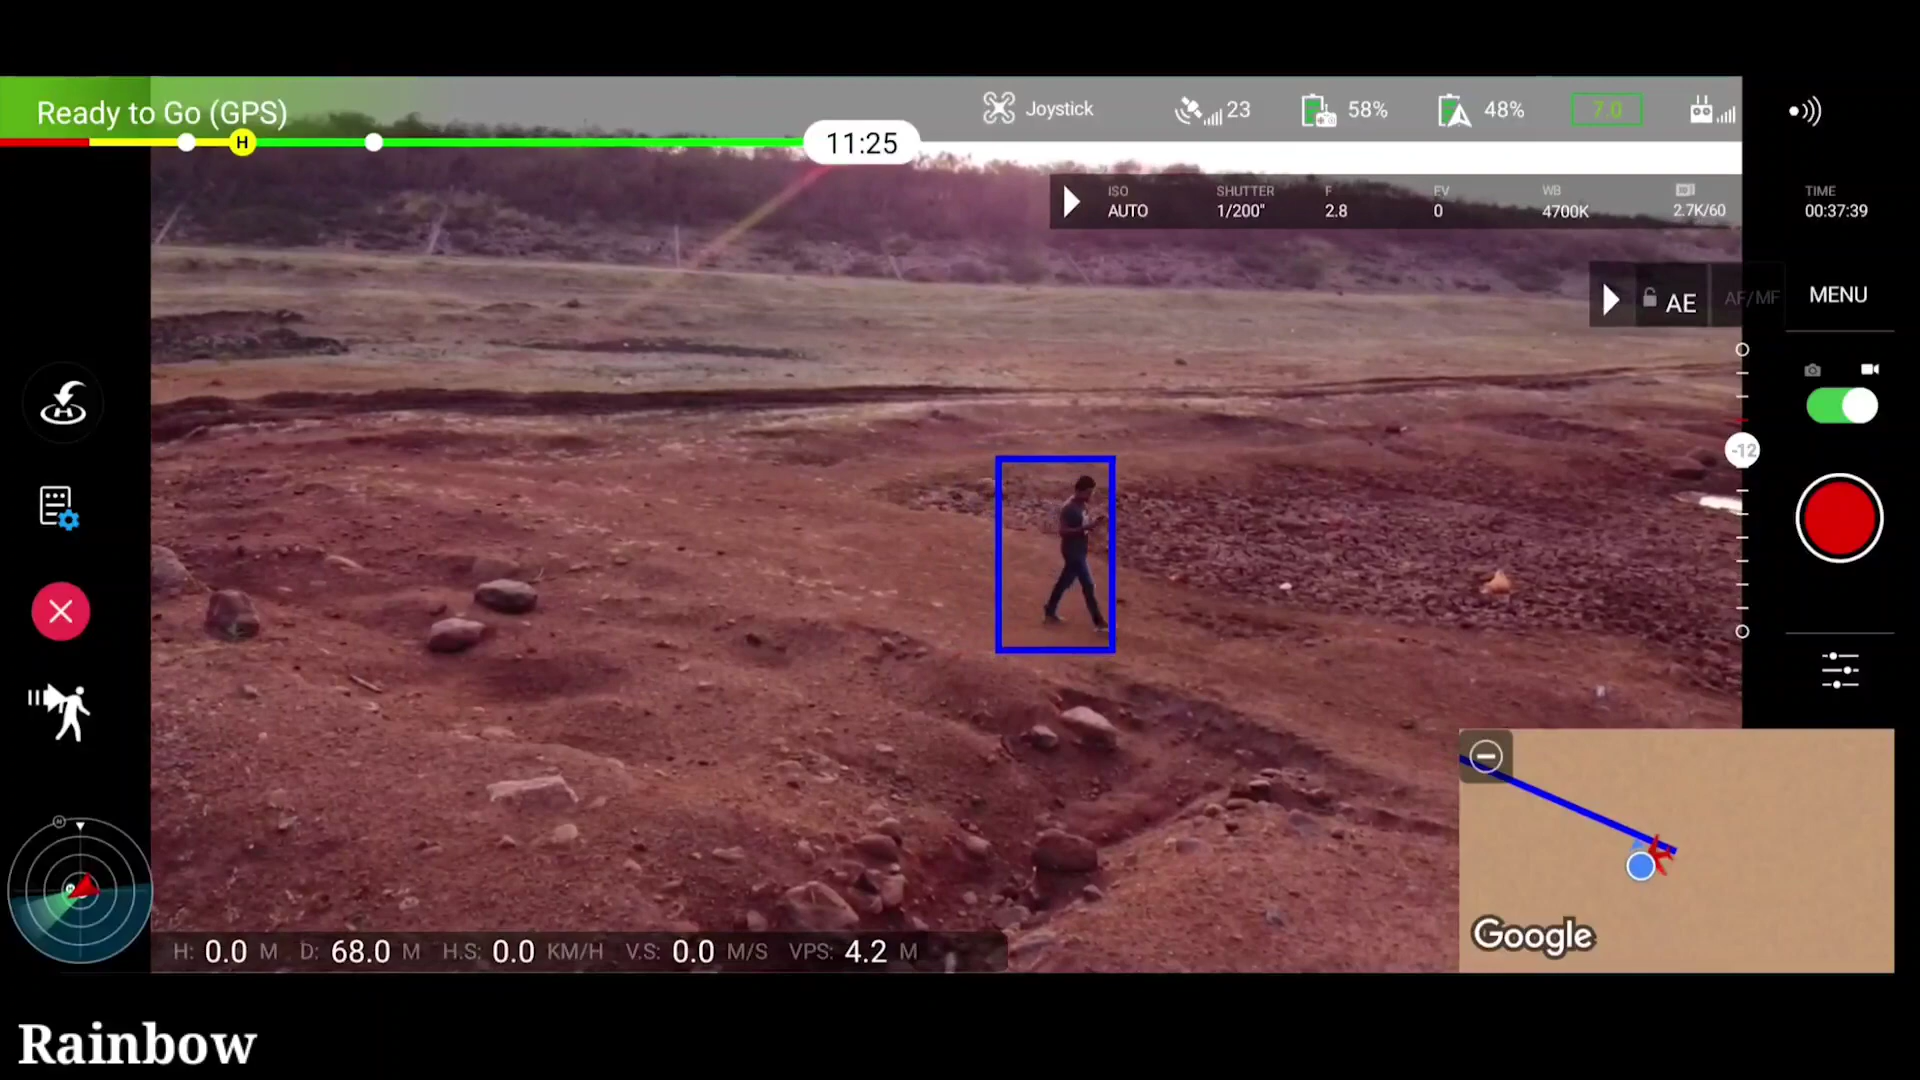 Ready to Go (GPS)
Joystick
23
58%
48%
7.0
H
11:25
ISO
AUTO
SHUTTER
1/200"
F
2.8
EV
0
WB
4700K
2.7K/60
TIME
00:37:39
AE
AF/MF
MENU
-12
H: 0.0 M D: 68.0 M H.S: 0.0 KM/H V.S: 0.0 M/S VPS: 4.2 M
Google
Rainbow